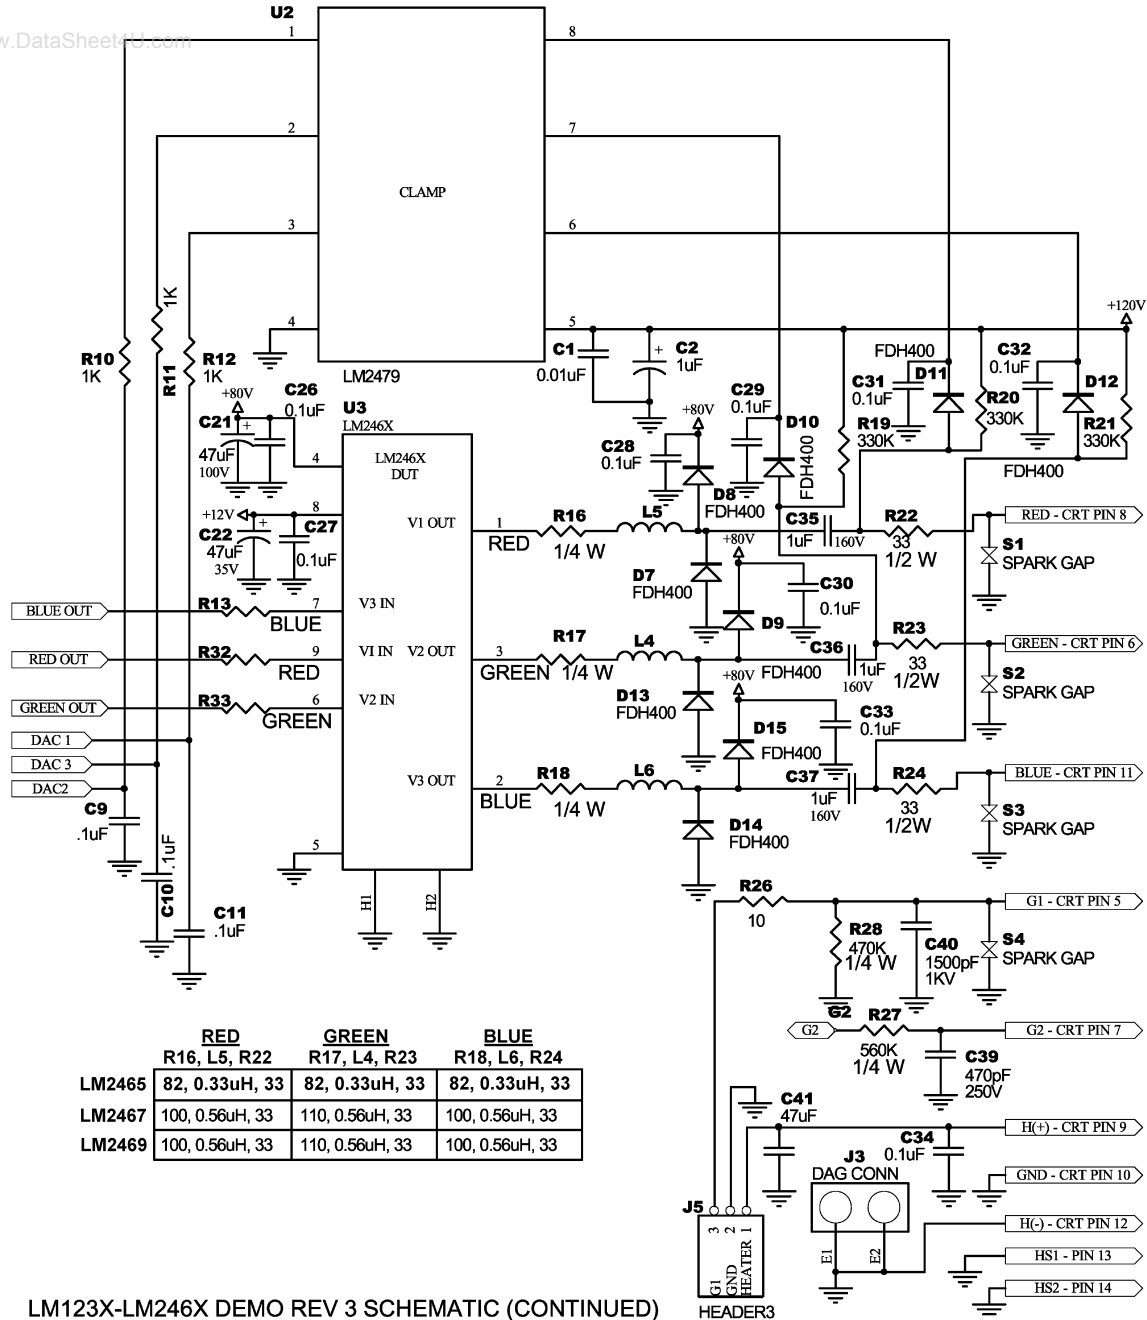 w.DataSheet4U.com
U2
1
8
2
7
CLAMP
3
6
+120V
1K
4
5
R10
1K
R11
R12
1K
LM2479
C1
0.01uF
+
C2
1uF
FDH400
C31
0.1uF
D11
R20
330K
C32
0.1uF
D12
R21
330K
FDH400
+80V
C26
0.1uF
C21
+
47uF
100V
U3
LM246X
LM246X
DUT
4
+80V
C29
0.1uF
D10
FDH400
R19
330K
C28
0.1uF
D8
FDH400
+12V
+
8
C22
47uF
35V
C27
0.1uF
V1 OUT
1
RED
R16
1/4 W
L5
C35
1uF
160V
R22
33
1/2 W
RED - CRT PIN 8
S1
SPARK GAP
+80V
D7
FDH400
C30
0.1uF
D9
BLUE OUT
R13
7
BLUE
V3 IN
RED OUT
R32
9
RED
V1 IN
V2 OUT
3
GREEN
R17
1/4 W
L4
FDH400
C36
1uF
160V
R23
33
1/2W
GREEN - CRT PIN 6
S2
SPARK GAP
GREEN OUT
R33
6
GREEN
V2 IN
D13
FDH400
+80V
D15
FDH400
C33
0.1uF
DAC 1
DAC 3
DAC2
V3 OUT
2
BLUE
R18
1/4 W
L6
C37
1uF
160V
R24
33
1/2W
BLUE - CRT PIN 11
S3
SPARK GAP
C9
.1uF
D14
FDH400
5
.1uF
C10
C11
.1uF
H1
H2
R26
10
G1 - CRT PIN 5
R28
470K
1/4 W
C40
1500pF
1KV
S4
SPARK GAP
G2
G2
R27
560K
1/4 W
G2 - CRT PIN 7
C39
470pF
250V
RED GREEN BLUE
R16, L5, R22 R17, L4, R23 R18, L6, R24
LM2465 82, 0.33uH, 33 82, 0.33uH, 33 82, 0.33uH, 33
LM2467 100, 0.56uH, 33 110, 0.56uH, 33 100, 0.56uH, 33
LM2469 100, 0.56uH, 33 110, 0.56uH, 33 100, 0.56uH, 33
C41
47uF
H(+) - CRT PIN 9
C34
0.1uF
J3
DAG CONN
GND - CRT PIN 10
J5
3
2
1
G1
GND
HEATER
HEADER3
E1
E2
H(-) - CRT PIN 12
HS1 - PIN 13
HS2 - PIN 14
LM123X-LM246X DEMO REV 3 SCHEMATIC (CONTINUED)